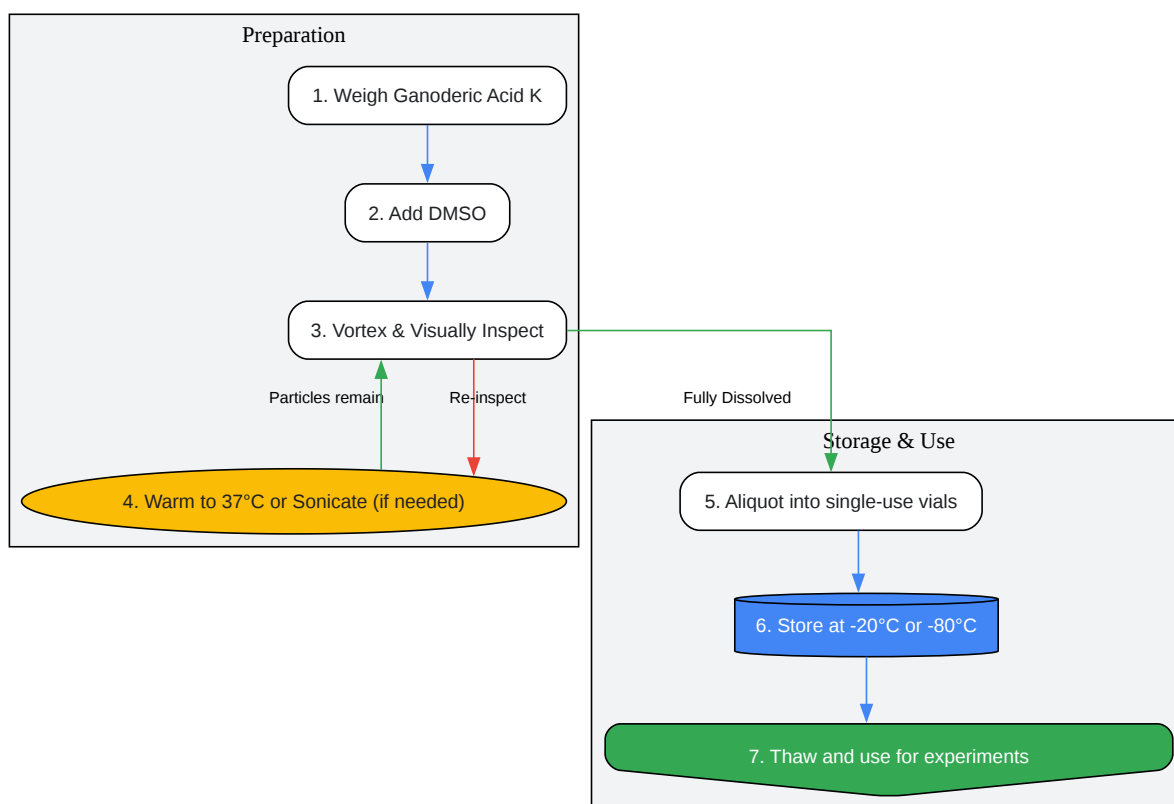 Preparation
1. Weigh Ganoderic Acid K
2. Add DMSO
3. Vortex & Visually Inspect
Particles remain
Re-inspect
Fully Dissolved
4. Warm to 37°C or Sonicate (if needed)
Storage & Use
5. Aliquot into single-use vials
6. Store at -20°C or -80°C
7. Thaw and use for experiments